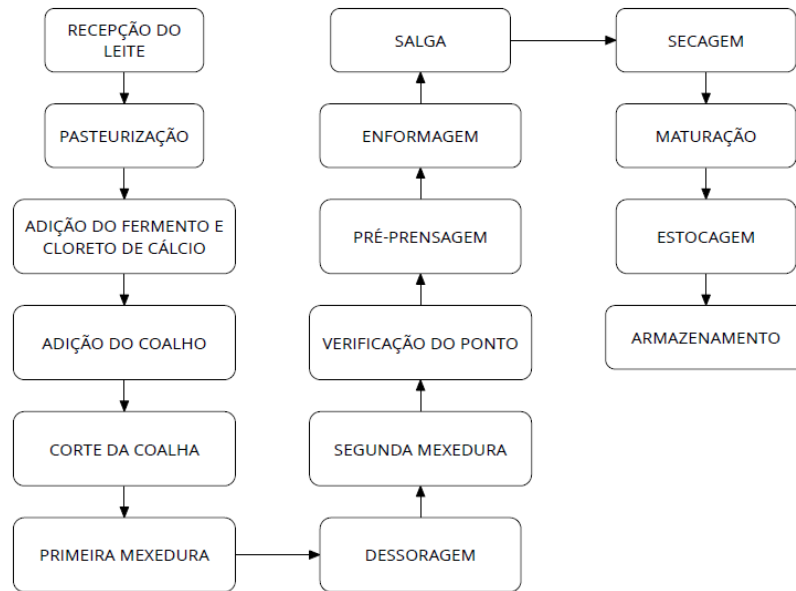 RECEPÇÃO DO
LEITE
PASTEURIZAÇÃO
ADIÇÃO DO FERMENTO E
CLORETO DE CÁLCIO
ADIÇÃO DO COALHO
CORTE DA COALHA
PRIMEIRA MEXEDURA
DESSORAGEM
SEGUNDA MEXEDURA
VERIFICAÇÃO DO PONTO
PRÉ-PRENSAGEM
ENFORMAGEM
SALGA
SECAGEM
MATURAÇÃO
ESTOCAGEM
ARMAZENAMENTO